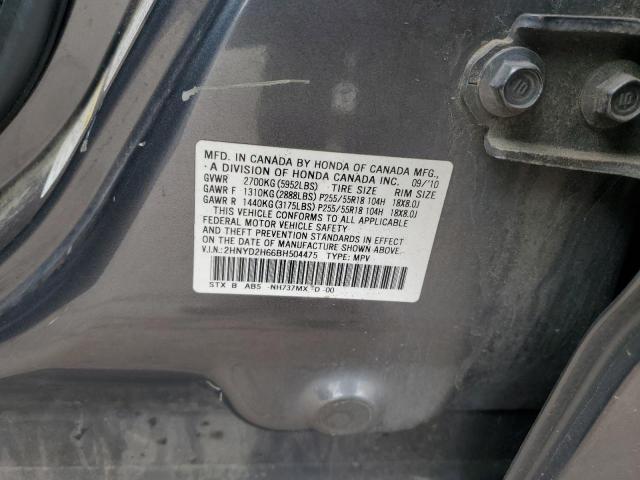 MFD. IN CANADA BY HONDA OF CANADA MFG.,
A DIVISION OF HONDA CANADA INC. 09/'10
GVWR 2700KG (5952LBS) TIRE SIZE RIM SIZE
GAWR F 1310KG (2888LBS) P255/55R18 104H 18X8.0J
GAWR R 1440KG (3175LBS) P255/55R18 104H 18X8.0J
THIS VEHICLE CONFORMS TO ALL APPLICABLE
FEDERAL MOTOR VEHICLE SAFETY
AND THEFT PREVENTION STANDARDS IN EFFECT
ON THE DATE OF MANUFACTURE SHOWN ABOVE.
V.I.N.: 2HNYD2H66BH504475 TYPE: MPV
STX B AB5 -NH737MX -D -00
10
10